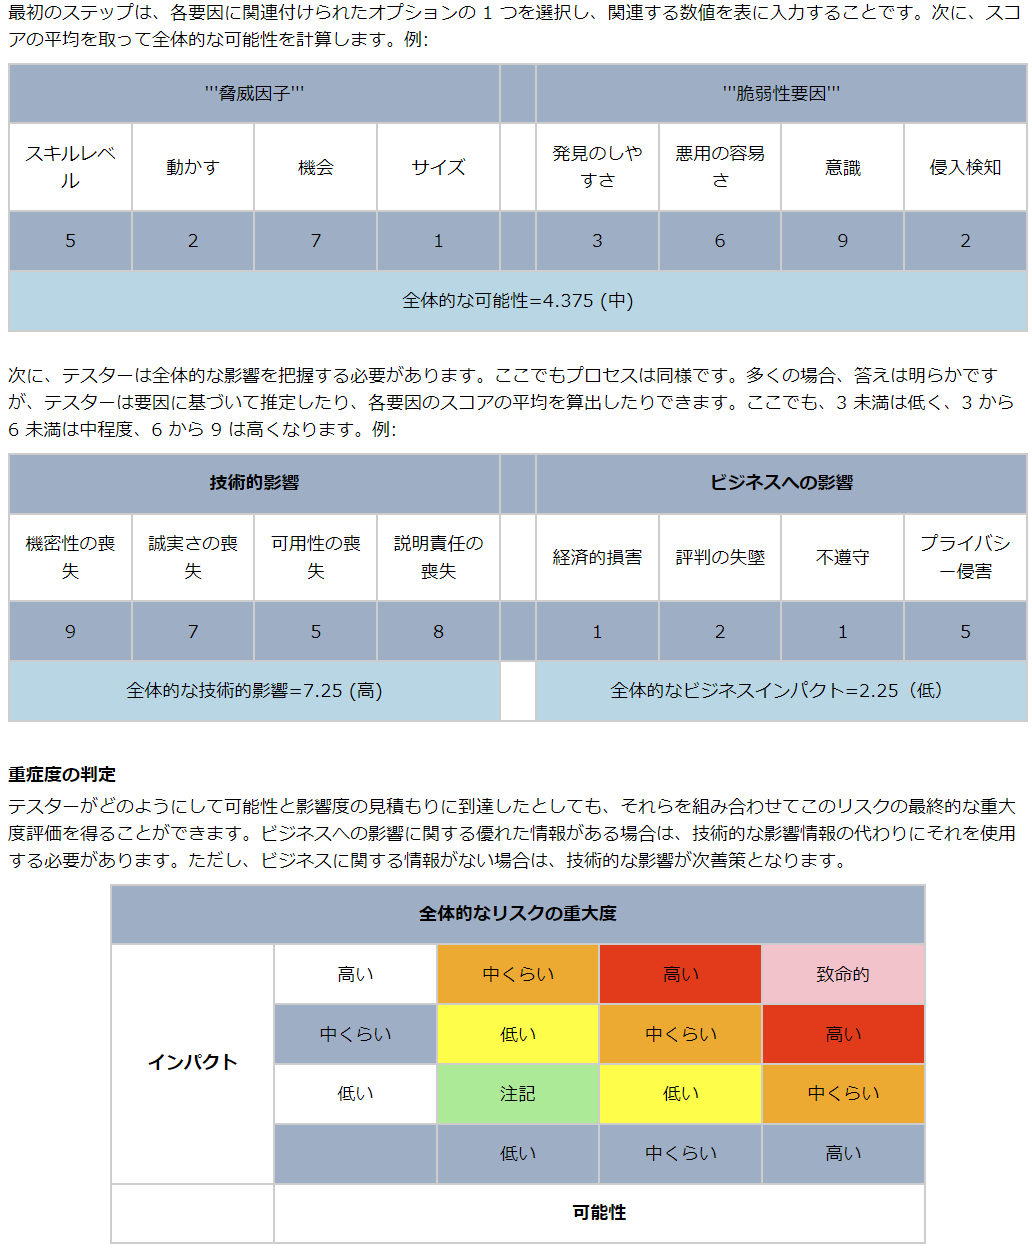 最初のステップは、各要因に関連付けられたオプションの 1 つを選択し、関連する数値を表に入力することです。次に、スコ
アの平均を取って全体的な可能性を計算します。例:
'''脅威因子''' '''脆弱性要因'''
スキルレベ
ル 動かす 機会 サイズ 発見のしや
すさ 悪用の容易
さ 意識 侵入検知
5 2 7 1 3 6 9 2
全体的な可能性=4.375 (中)
次に、テスターは全体的な影響を把握する必要があります。ここでもプロセスは同様です。多くの場合、答えは明らかです
が、テスターは要因に基づいて推定したり、各要因のスコアの平均を算出したりできます。ここでも、3 未満は低く、3 から
6 未満は中程度、6 から 9 は高くなります。例:
技術的影響 ビジネスへの影響
機密性の喪
失 誠実さの喪
失 可用性の喪
失 説明責任の
喪失 経済的損害 評判の失墜 不遵守 プライバシ
ー侵害
9 7 5 8 1 2 1 5
全体的な技術的影響=7.25 (高) 全体的なビジネスインパクト=2.25（低）
重症度の判定
テスターがどのようにして可能性と影響度の見積もりに到達したとしても、それらを組み合わせてこのリスクの最終的な重大
度評価を得ることができます。ビジネスへの影響に関する優れた情報がある場合は、技術的な影響情報の代わりにそれを使用
する必要があります。ただし、ビジネスに関する情報がない場合は、技術的な影響が次善策となります。
全体的なリスクの重大度
インパクト 高い 中くらい 高い 致命的
中くらい 低い 中くらい 高い
低い 注記 低い 中くらい
低い 中くらい 高い
可能性